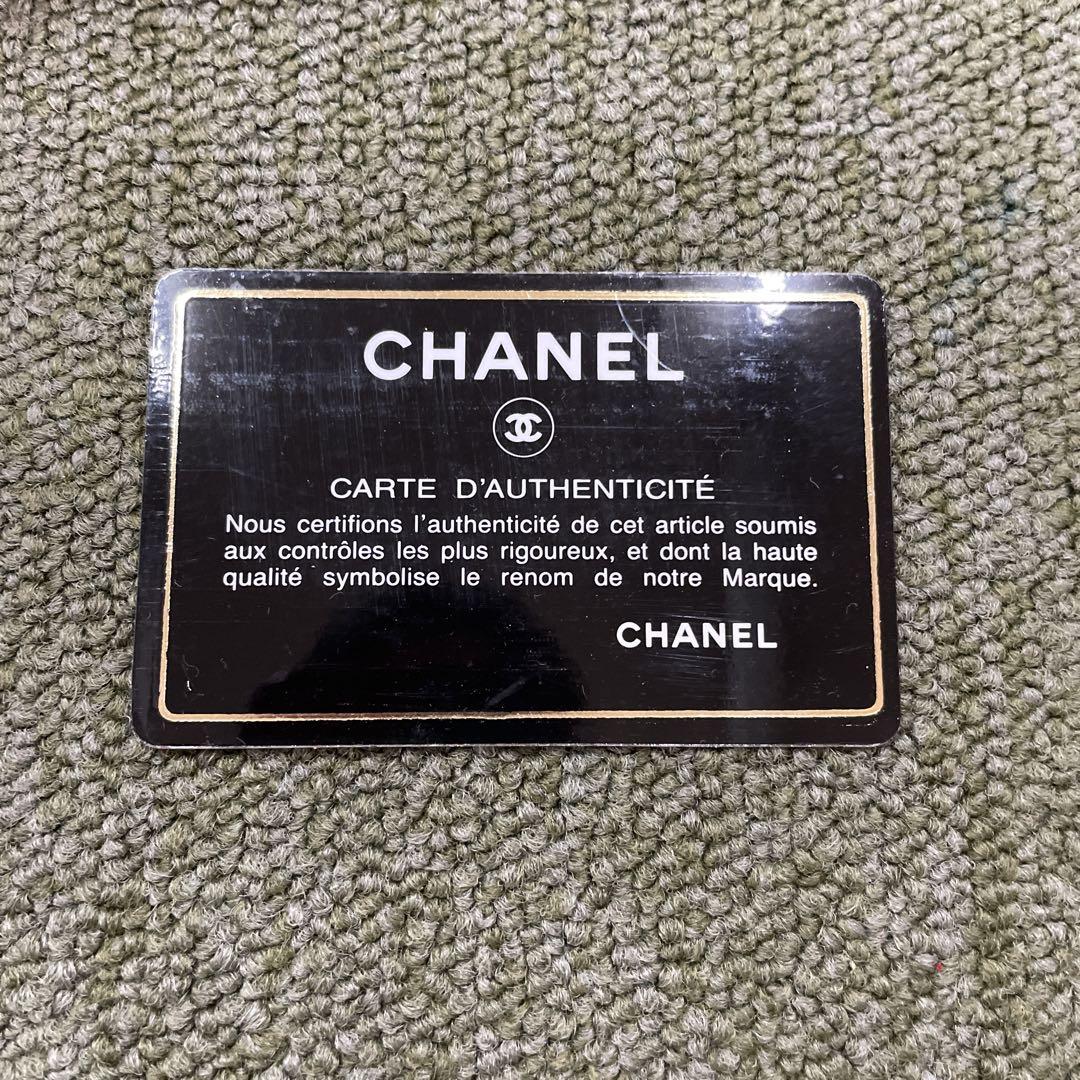 CHANEL
CARTE D'AUTHENTICITÉ
Nous certifions l'authenticité de cet article soumis
aux contrôles les plus rigoureux, et dont la haute
qualité symbolise le renom de notre Marque.
CHANEL